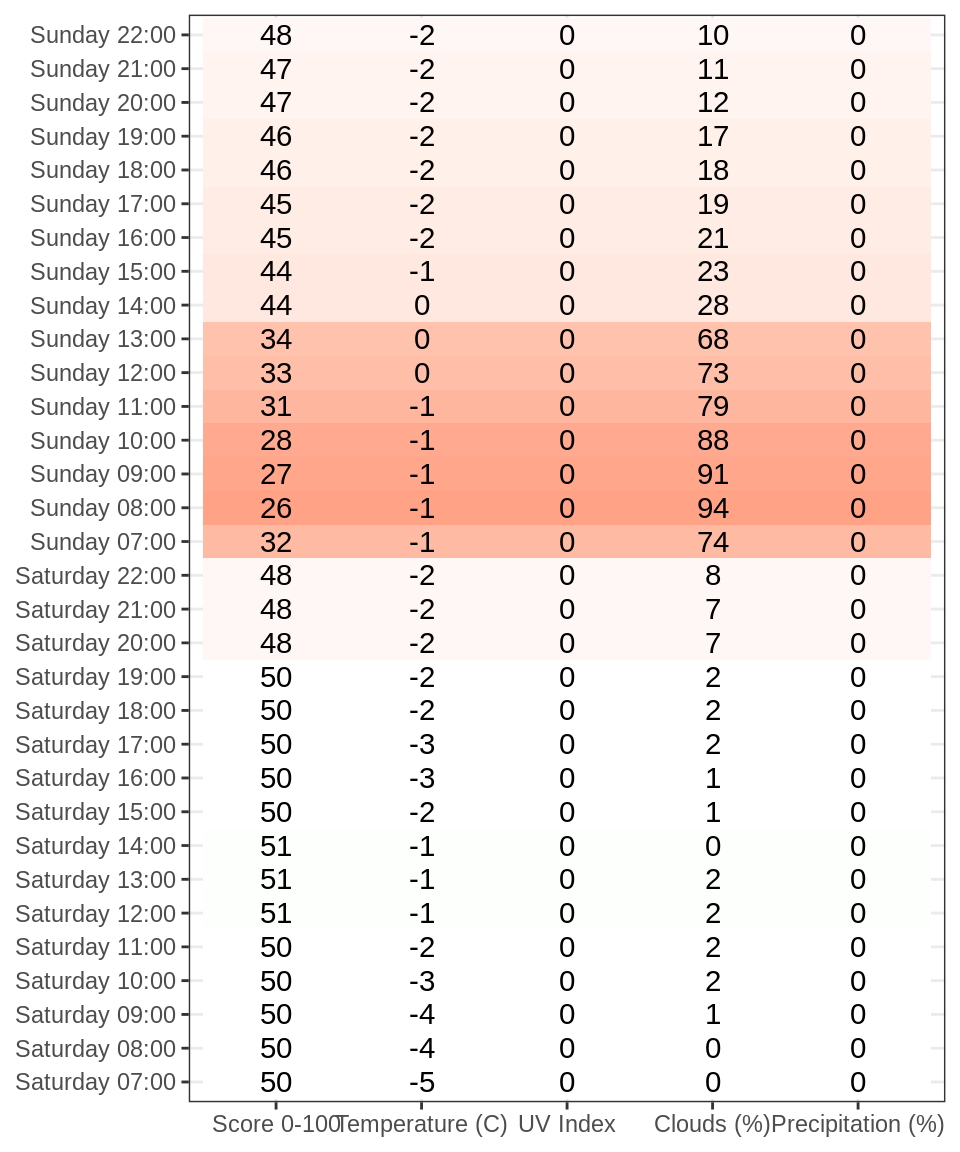 Sunday 22:00 48 -2 0 10 0
Sunday 21:00 47 -2 0 11 0
Sunday 20:00 47 -2 0 12 0
Sunday 19:00 46 -2 0 17 0
Sunday 18:00 46 -2 0 18 0
Sunday 17:00 45 -2 0 19 0
Sunday 16:00 45 -2 0 21 0
Sunday 15:00 44 -1 0 23 0
Sunday 14:00 44 0 0 28 0
Sunday 13:00 34 0 0 68 0
Sunday 12:00 33 0 0 73 0
Sunday 11:00 31 -1 0 79 0
Sunday 10:00 28 -1 0 88 0
Sunday 09:00 27 -1 0 91 0
Sunday 08:00 26 -1 0 94 0
Sunday 07:00 32 -1 0 74 0
Saturday 22:00 48 -2 0 8 0
Saturday 21:00 48 -2 0 7 0
Saturday 20:00 48 -2 0 7 0
Saturday 19:00 50 -2 0 2 0
Saturday 18:00 50 -2 0 2 0
Saturday 17:00 50 -3 0 2 0
Saturday 16:00 50 -3 0 1 0
Saturday 15:00 50 -2 0 1 0
Saturday 14:00 51 -1 0 0 0
Saturday 13:00 51 -1 0 2 0
Saturday 12:00 51 -1 0 2 0
Saturday 11:00 50 -2 0 2 0
Saturday 10:00 50 -3 0 2 0
Saturday 09:00 50 -4 0 1 0
Saturday 08:00 50 -4 0 0 0
Saturday 07:00 50 -5 0 0 0
Score 0-100 Temperature (C) UV Index Clouds (%) Precipitation (%)